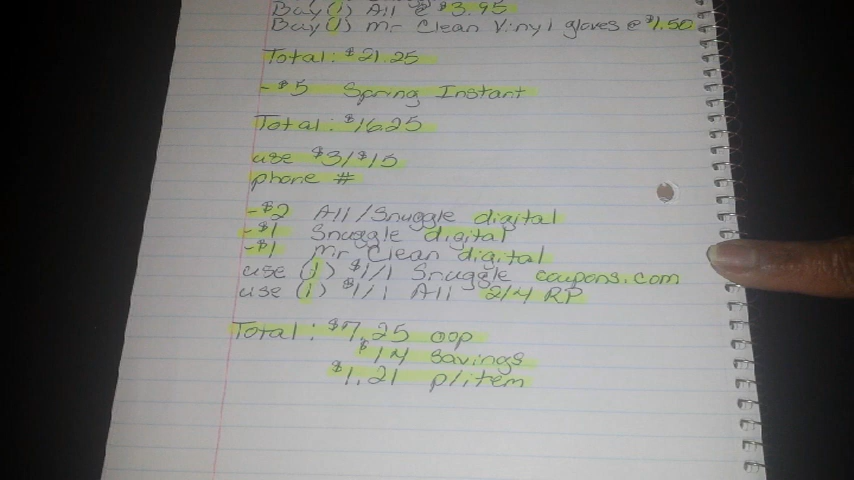 Buy (1) All @ $3.95
Buy (1) Mr Clean Vinyl gloves @ $1.50
Total: $21.25
-$5 Spring Instant
Total: $16.25
use $3/$15
phone #
-$2 All/Snuggle digital
-$1 Snuggle digital
-$1 Mr Clean digital
use (1) $1/1 Snuggle coupons.com
use (1) $1/1 All 2/4 RP
Total: $7.25 oop
$14 savings
$1.21 p/item